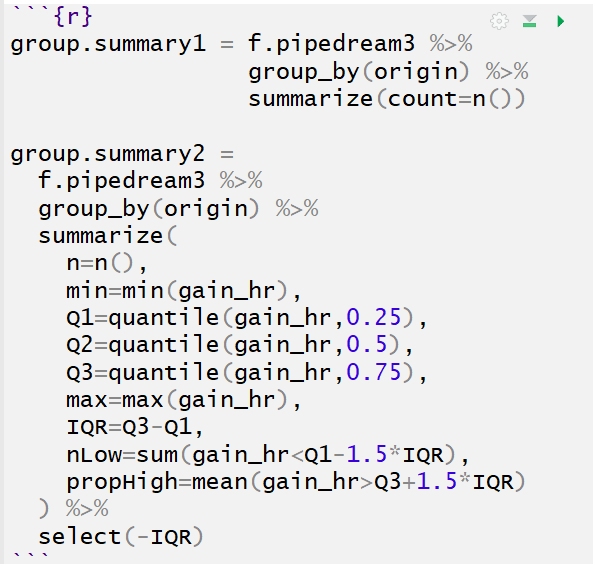 ```{r}
group.summary1 = f.pipedream3 %>%
                 group_by(origin) %>%
                 summarize(count=n())

group.summary2 =
  f.pipedream3 %>%
  group_by(origin) %>%
  summarize(
    n=n(),
    min=min(gain_hr),
    Q1=quantile(gain_hr,0.25),
    Q2=quantile(gain_hr,0.5),
    Q3=quantile(gain_hr,0.75),
    max=max(gain_hr),
    IQR=Q3-Q1,
    nLow=sum(gain_hr<Q1-1.5*IQR),
    propHigh=mean(gain_hr>Q3+1.5*IQR)
  ) %>%
  select(-IQR)
```